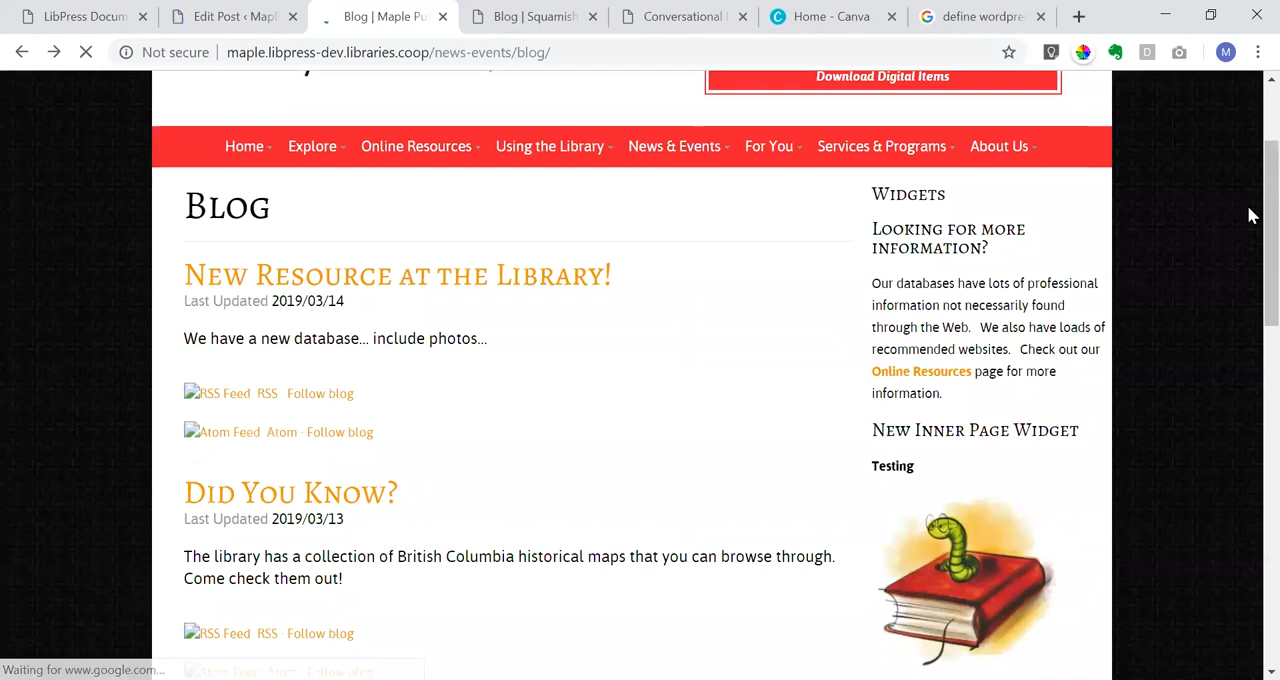 LibPress Docum
Edit Post ‹ Mapl
Blog | Maple Pu
Blog | Squamish
Conversational
Home - Canva
define wordpre
Not secure
maple.libpress-dev.libraries.coop/news-events/blog/
M
Download Digital Items
Home
Explore
Online Resources
Using the Library
News & Events
For You
Services & Programs
About Us
Blog
New Resource at the Library!
Last Updated 2019/03/14
We have a new database... include photos...
RSS Feed RSS · Follow blog
Atom Feed Atom · Follow blog
Did You Know?
Last Updated 2019/03/13
The library has a collection of British Columbia historical maps that you can browse through.
Come check them out!
RSS Feed RSS · Follow blog
Atom Feed Atom · Follow blog
Widgets
Looking for more
information?
Our databases have lots of professional
information not necessarily found
through the Web. We also have loads of
recommended websites. Check out our
Online Resources page for more
information.
New Inner Page Widget
Testing
Waiting for www.google.com...